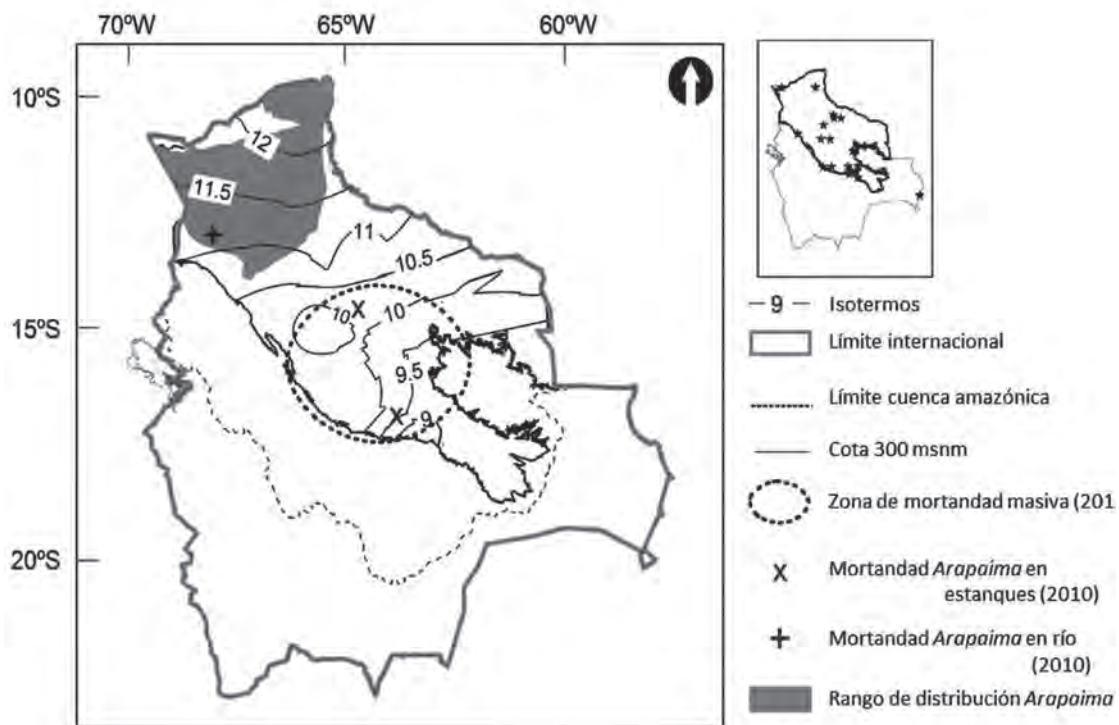 70ºW 65ºW 60ºW
10ºS
15ºS
20ºS
12
11.5
11
10.5
10
10
9.5
9
9 Isotermos
Límite internacional
Límite cuenca amazónica
Cota 300 msnm
Zona de mortandad masiva (201
X Mortandad Arapaima en
estanques (2010)
+ Mortandad Arapaima en río
(2010)
Rango de distribución Arapaima